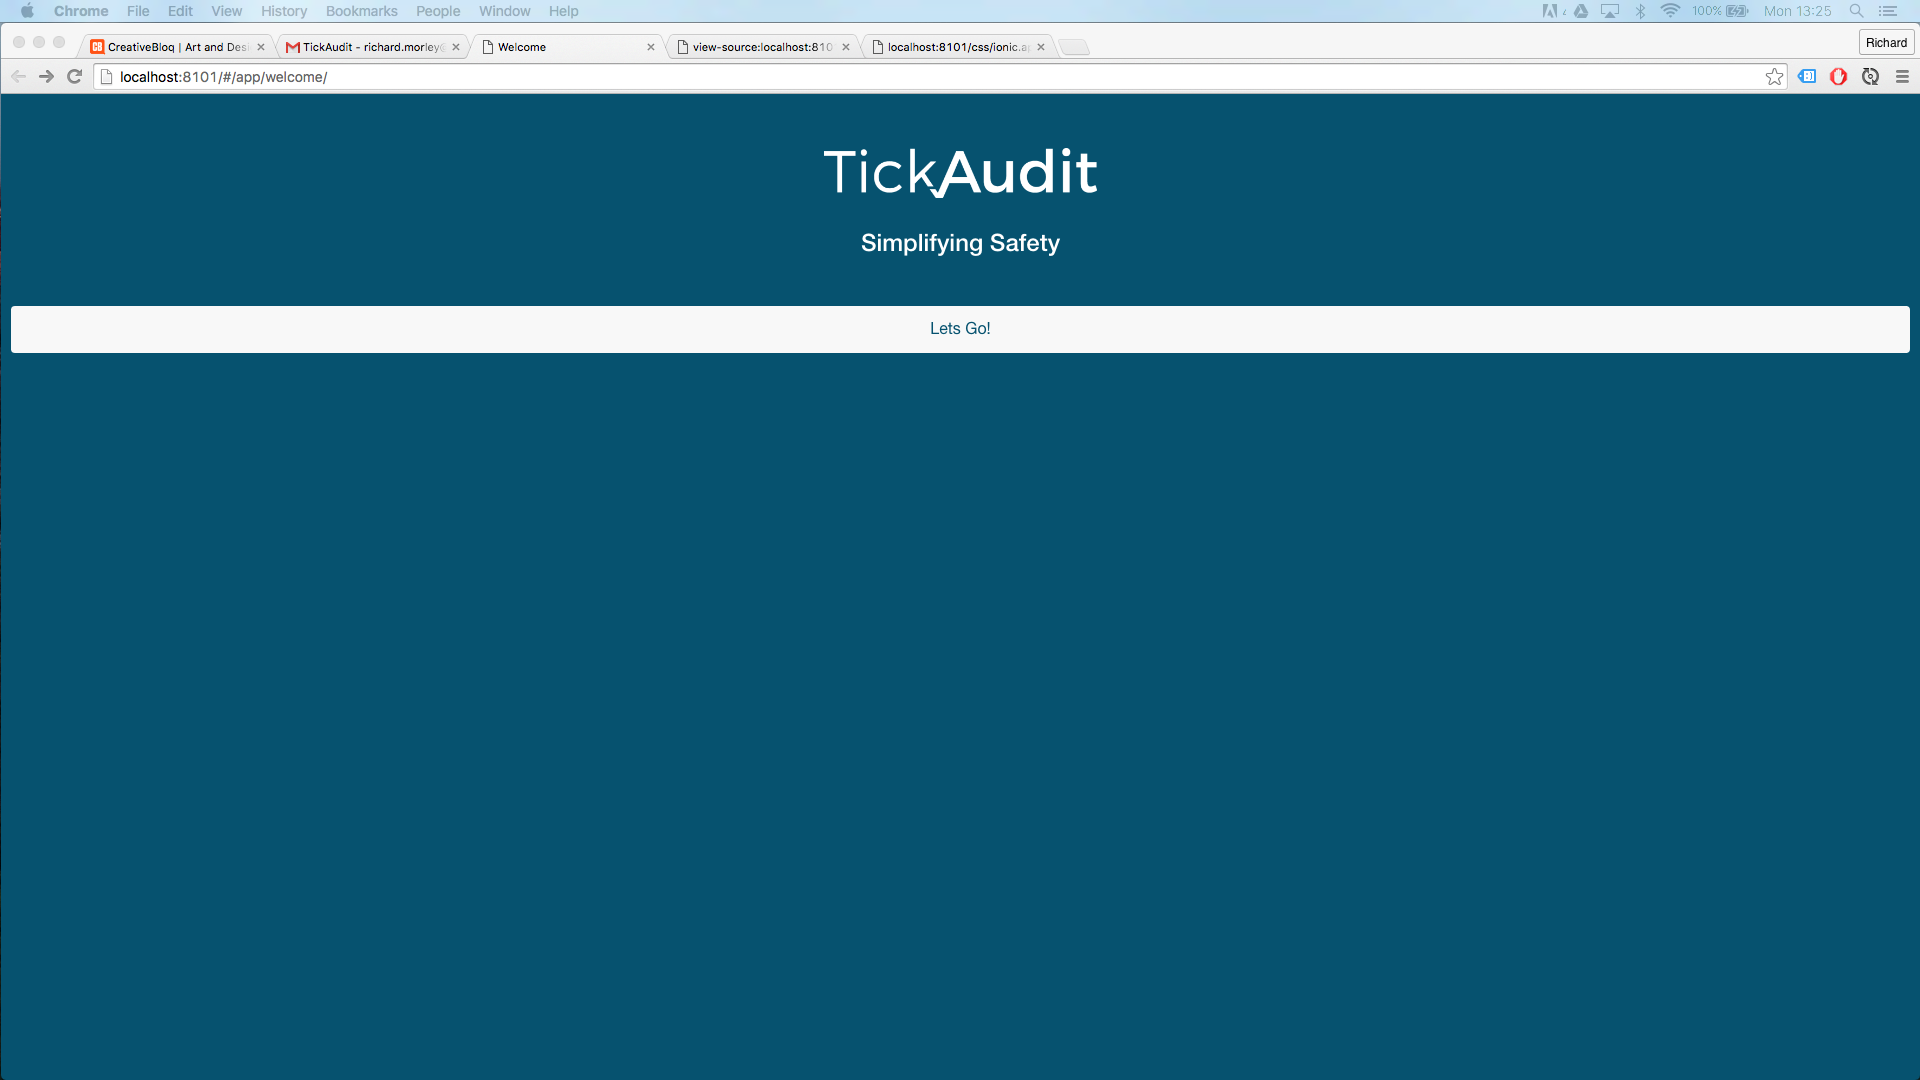 Chrome File Edit View History Bookmarks People Window Help 100% Mon 13:25
CreativeBloq | Art and Desi TickAudit - richard.morley Welcome view-source:localhost:810 localhost:8101/css/ionic.a Richard
localhost:8101/#/app/welcome/
TickAudit
Simplifying Safety
Lets Go!